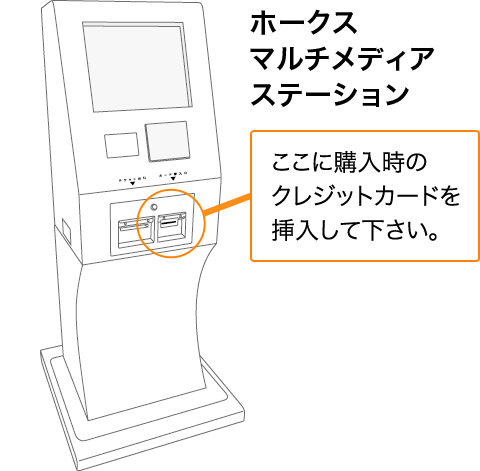 ホークス
マルチメディア
ステーション
ここに購入時の
クレジットカードを
挿入して下さい。